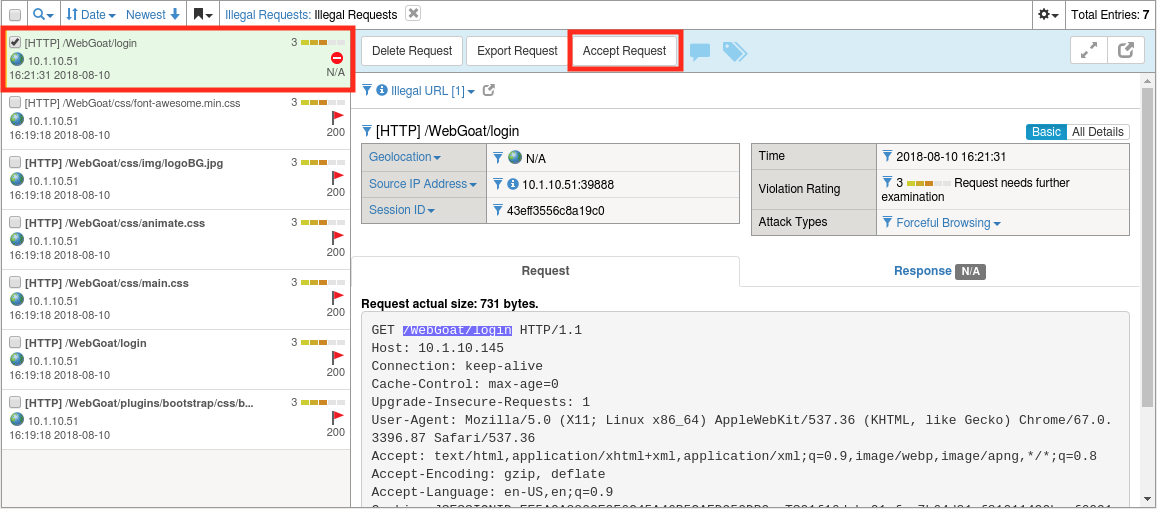 Date Newest Illegal Requests: Illegal Requests Total Entries: 7
[HTTP] /WebGoat/login 3
10.1.10.51
16:21:31 2018-08-10 N/A
[HTTP] /WebGoat/css/font-awesome.min.css 3
10.1.10.51
16:19:18 2018-08-10 200
[HTTP] /WebGoat/css/img/logoBG.jpg 3
10.1.10.51
16:19:18 2018-08-10 200
[HTTP] /WebGoat/css/animate.css 3
10.1.10.51
16:19:18 2018-08-10 200
[HTTP] /WebGoat/css/main.css 3
10.1.10.51
16:19:18 2018-08-10 200
[HTTP] /WebGoat/login 3
10.1.10.51
16:19:18 2018-08-10 200
[HTTP] /WebGoat/plugins/bootstrap/css/b... 3
10.1.10.51
16:19:18 2018-08-10 200
Delete Request Export Request Accept Request
Illegal URL [1]
[HTTP] /WebGoat/login Basic All Details
Geolocation N/A
Source IP Address 10.1.10.51:39888
Session ID 43eff3556c8a19c0
Time 2018-08-10 16:21:31
Violation Rating 3 Request needs further
examination
Attack Types Forceful Browsing
Request Response N/A
Request actual size: 731 bytes.
GET /WebGoat/login HTTP/1.1
Host: 10.1.10.145
Connection: keep-alive
Cache-Control: max-age=0
Upgrade-Insecure-Requests: 1
User-Agent: Mozilla/5.0 (X11; Linux x86_64) AppleWebKit/537.36 (KHTML, like Gecko) Chrome/67.0.
3396.87 Safari/537.36
Accept: text/html,application/xhtml+xml,application/xml;q=0.9,image/webp,image/apng,*/*;q=0.8
Accept-Encoding: gzip, deflate
Accept-Language: en-US,en;q=0.9